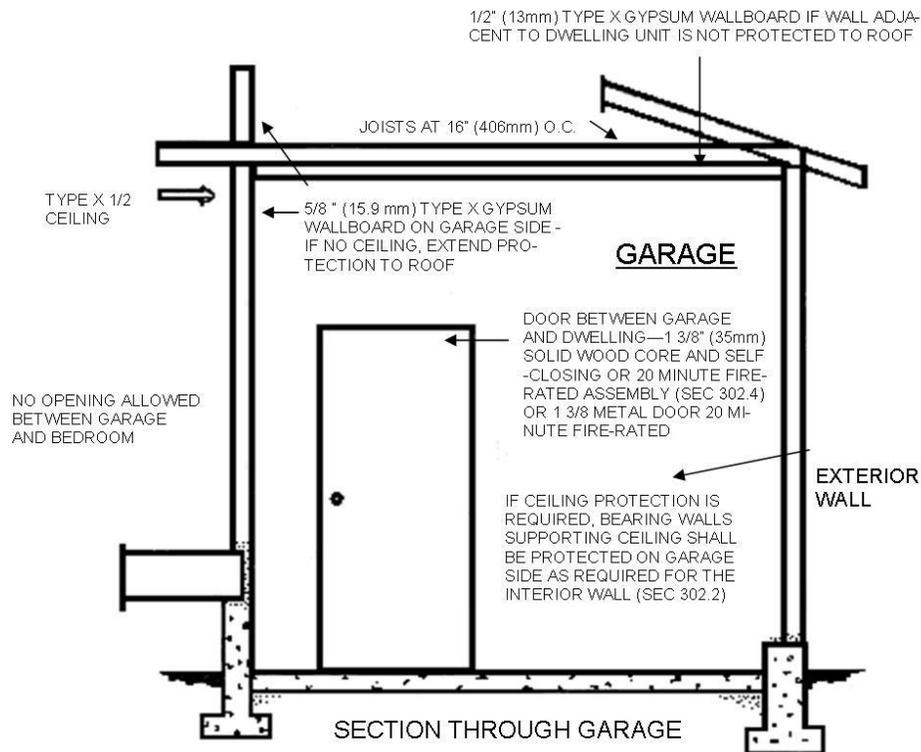 1/2" (13mm) TYPE X GYPSUM WALLBOARD IF WALL ADJA-
CENT TO DWELLING UNIT IS NOT PROTECTED TO ROOF
JOISTS AT 16" (406mm) O.C.
TYPE X 1/2
CEILING
5/8 " (15.9 mm) TYPE X GYPSUM
WALLBOARD ON GARAGE SIDE -
IF NO CEILING, EXTEND PRO-
TECTION TO ROOF
GARAGE
DOOR BETWEEN GARAGE
AND DWELLING—1 3/8" (35mm)
SOLID WOOD CORE AND SELF
-CLOSING OR 20 MINUTE FIRE-
RATED ASSEMBLY (SEC 302.4)
OR 1 3/8 METAL DOOR 20 MI-
NUTE FIRE-RATED
NO OPENING ALLOWED
BETWEEN GARAGE
AND BEDROOM
EXTERIOR
WALL
IF CEILING PROTECTION IS
REQUIRED, BEARING WALLS
SUPPORTING CEILING SHALL
BE PROTECTED ON GARAGE
SIDE AS REQUIRED FOR THE
INTERIOR WALL (SEC 302.2)
SECTION THROUGH GARAGE